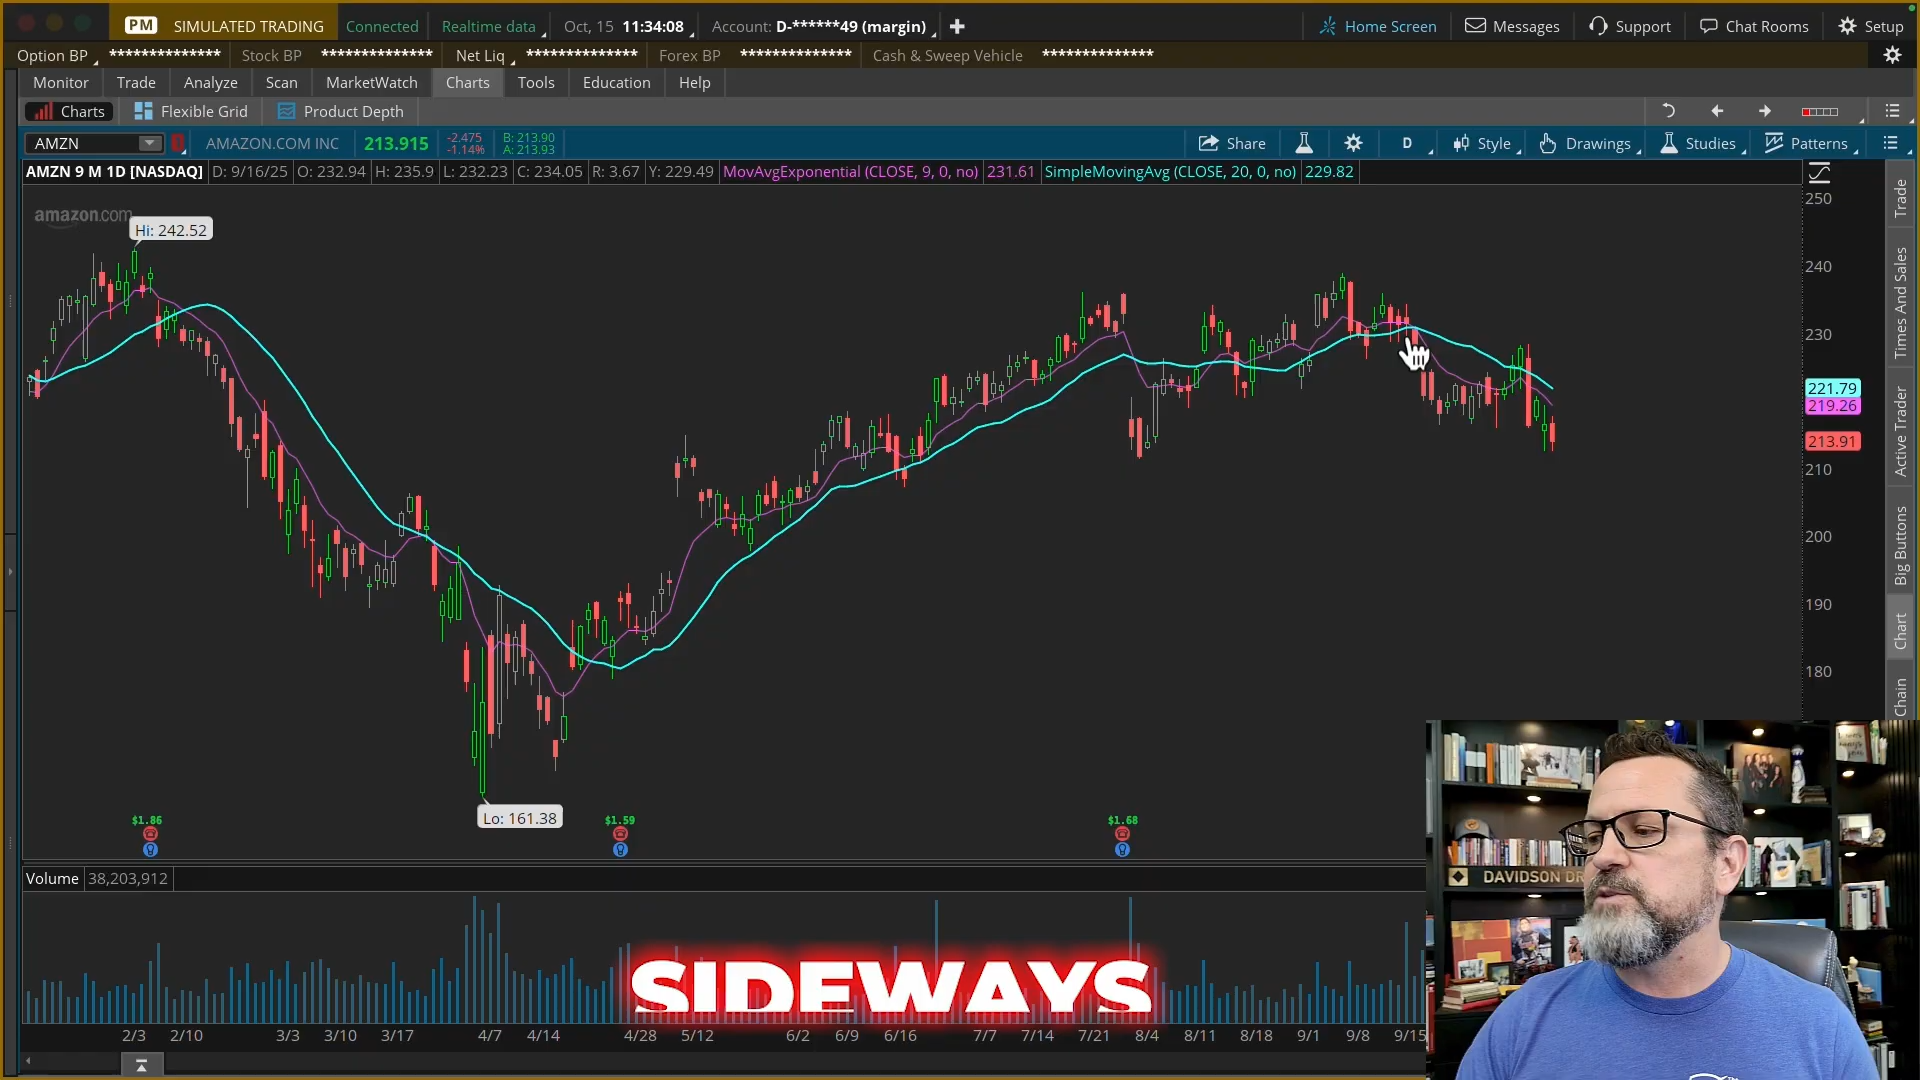 PM SIMULATED TRADING Connected Realtime data Oct, 15 11:34:08 Account: D-******49 (margin) Home Screen Messages Support Chat Rooms Setup
Option BP ************** Stock BP ************** Net Liq ************** Forex BP ************** Cash & Sweep Vehicle **************
Monitor Trade Analyze Scan MarketWatch Charts Tools Education Help
Charts Flexible Grid Product Depth
AMZN AMAZON.COM INC 213.915 -2.475 B: 213.90 Share D Style Drawings Studies Patterns
-1.14% A: 213.93
AMZN 9 M 1D [NASDAQ] D: 9/16/25 O: 232.94 H: 235.9 L: 232.23 C: 234.05 R: 3.67 Y: 229.49 MovAvgExponential (CLOSE, 9, 0, no) 231.61 SimpleMovingAvg (CLOSE, 20, 0, no) 229.82
amazon.com
Hi: 242.52
250
240
230
221.79
219.26
213.91
210
200
190
180
Trade
Times And Sales
Active Trader
Big Buttons
Chart
Chain
Lo: 161.38
$1.86 $1.59 $1.68
Volume 38,203,912
DAVIDSON DR
SIDEWAYS
2/3 2/10 3/3 3/10 3/17 4/7 4/14 4/28 5/12 6/2 6/9 6/16 7/7 7/14 7/21 8/4 8/11 8/18 9/1 9/8 9/15